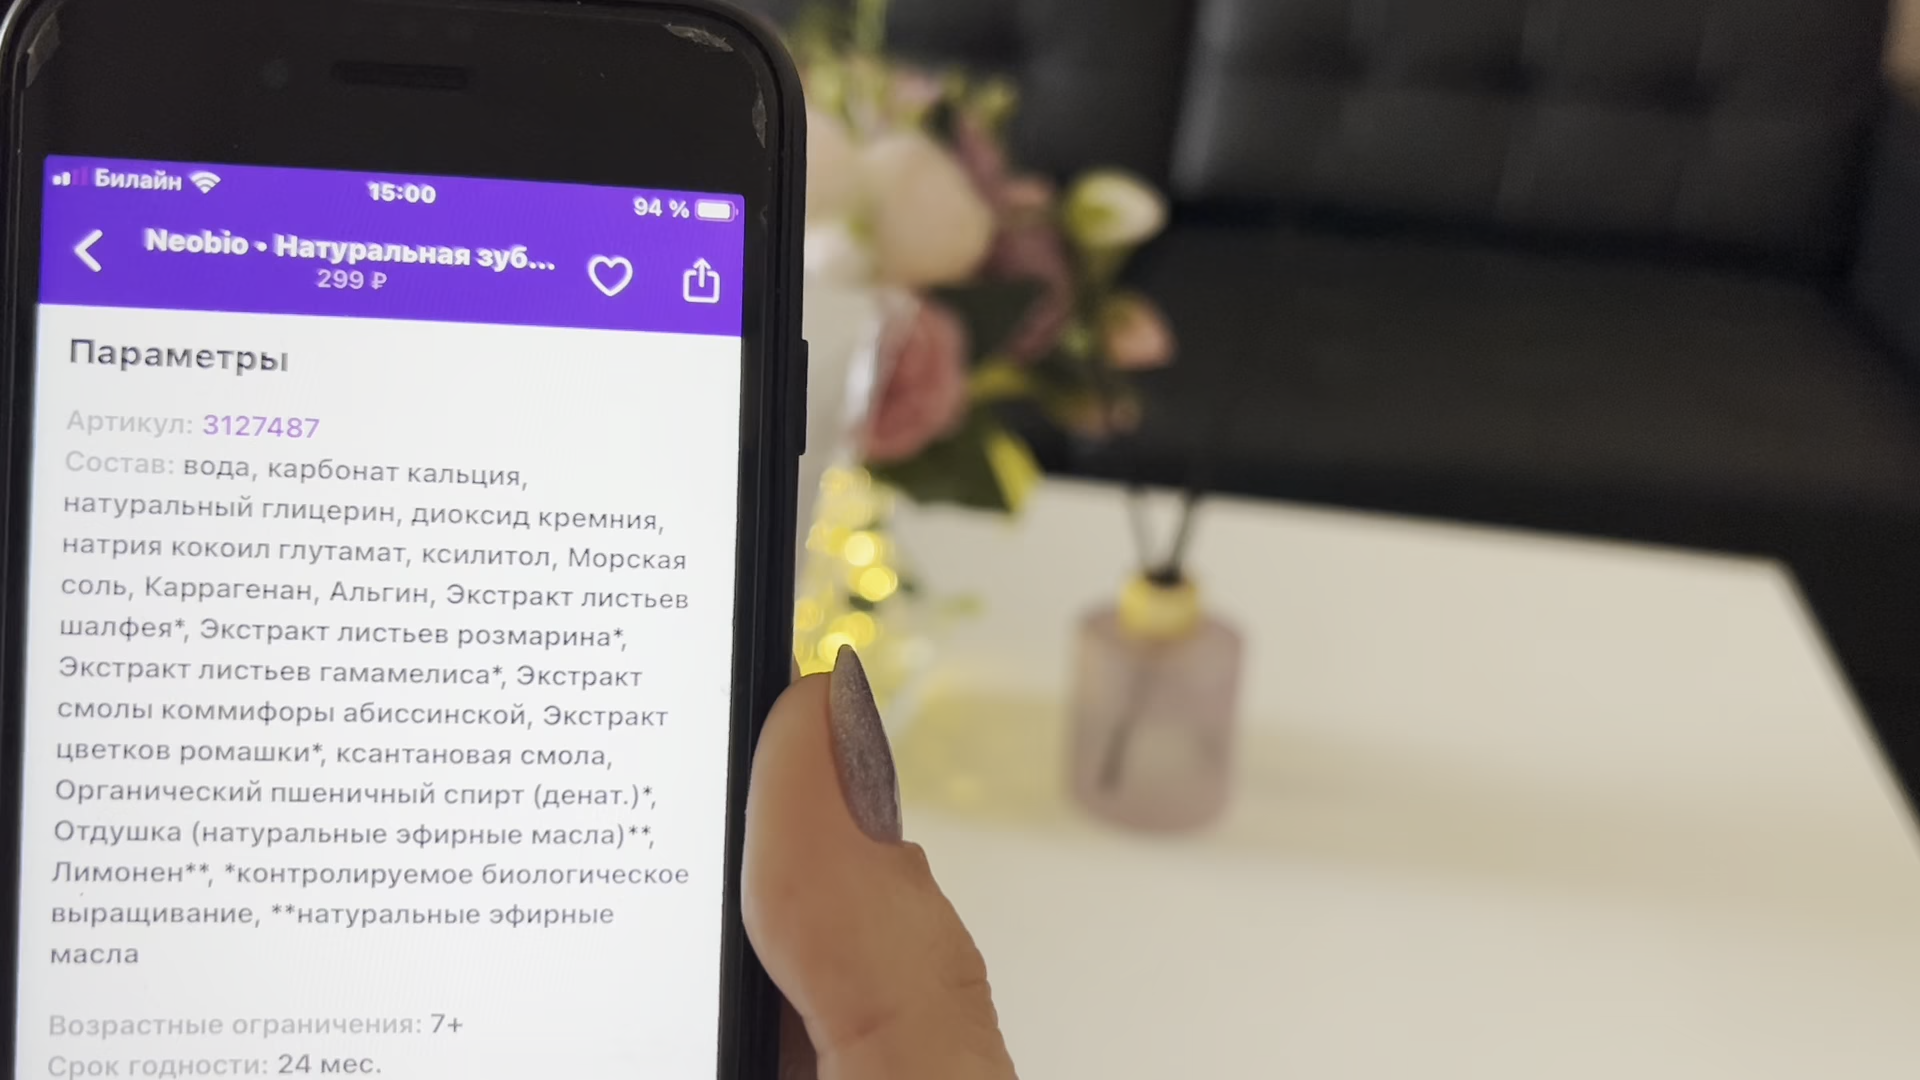 Билайн 15:00 94 %
Neobio • Натуральная зуб...
299 ₽
Параметры
Артикул: 3127487
Состав: вода, карбонат кальция,
натуральный глицерин, диоксид кремния,
натрия кокоил глутамат, ксилитол, Морская
соль, Каррагенан, Альгин, Экстракт листьев
шалфея*, Экстракт листьев розмарина*,
Экстракт листьев гамамелиса*, Экстракт
смолы коммифоры абиссинской, Экстракт
цветков ромашки*, ксантановая смола,
Органический пшеничный спирт (денат.)*,
Отдушка (натуральные эфирные масла)**,
Лимонен**, *контролируемое биологическое
выращивание, **натуральные эфирные
масла
Возрастные ограничения: 7+
Срок годности: 24 мес.